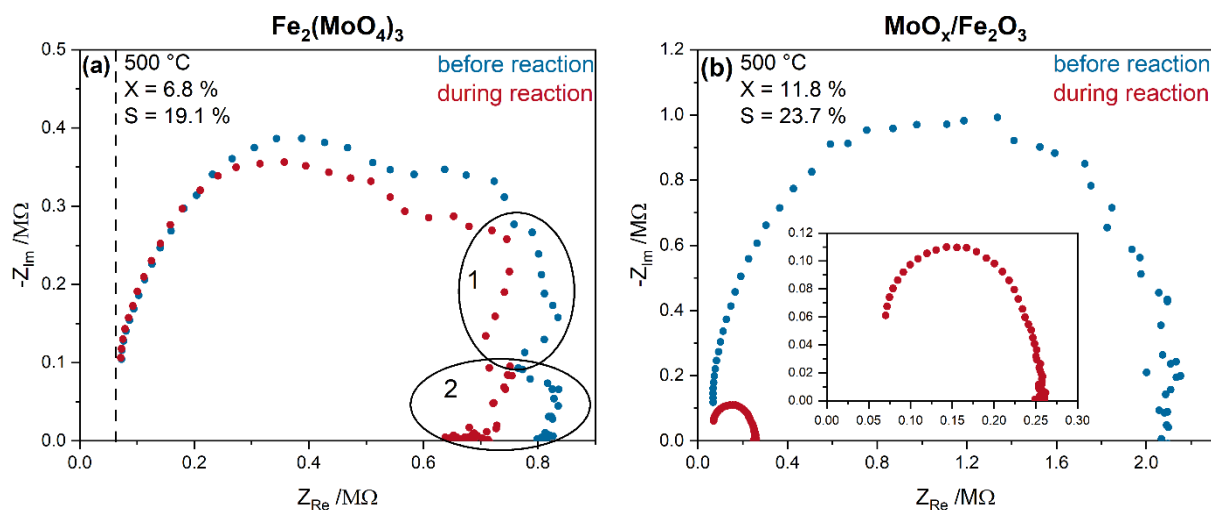 Fe₂(MoO₄)₃
(a)
500 °C
X = 6.8 %
S = 19.1 %
before reaction
during reaction
1
2
0.5
0.4
0.3
0.2
0.1
0.0
-Z_Im /MΩ
0.0 0.2 0.4 0.6 0.8
Z_Re /MΩ
MoOₓ/Fe₂O₃
(b)
500 °C
X = 11.8 %
S = 23.7 %
before reaction
during reaction
1.2
1.0
0.8
0.6
0.4
0.2
0.0
-Z_Im /MΩ
0.12
0.10
0.08
0.06
0.04
0.02
0.00
0.00 0.05 0.10 0.15 0.20 0.25 0.30
0.0 0.4 0.8 1.2 1.6 2.0
Z_Re /MΩ